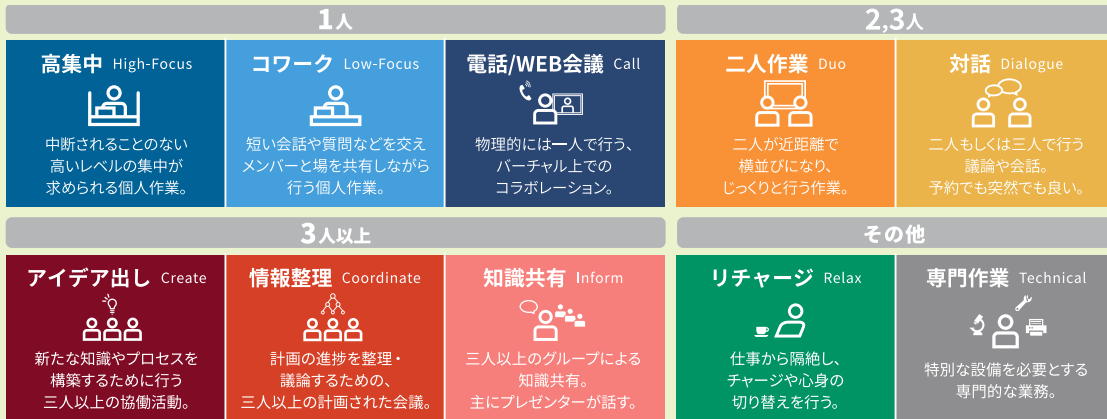 1人
高集中 High-Focus
中断されることのない
高いレベルの集中が
求められる個人作業。
コワーク Low-Focus
短い会話や質問などを交え
メンバーと場を共有しながら
行う個人作業。
電話/WEB会議 Call
物理的には一人で行う、
バーチャル上での
コラボレーション。
2,3人
二人作業 Duo
二人が近距離で
横並びになり、
じっくりと行う作業。
対話 Dialogue
二人もしくは三人で行う
議論や会話。
予約でも突然でも良い。
3人以上
アイデア出し Create
新たな知識やプロセスを
構築するために行う
三人以上の協働活動。
情報整理 Coordinate
計画の進捗を整理・
議論するための、
三人以上の計画された会議。
知識共有 Inform
三人以上のグループによる
知識共有。
主にプレゼンターが話す。
その他
リチャージ Relax
仕事から隔絶し、
チャージや心身の
切り替えを行う。
専門作業 Technical
特別な設備を必要とする
専門的な業務。